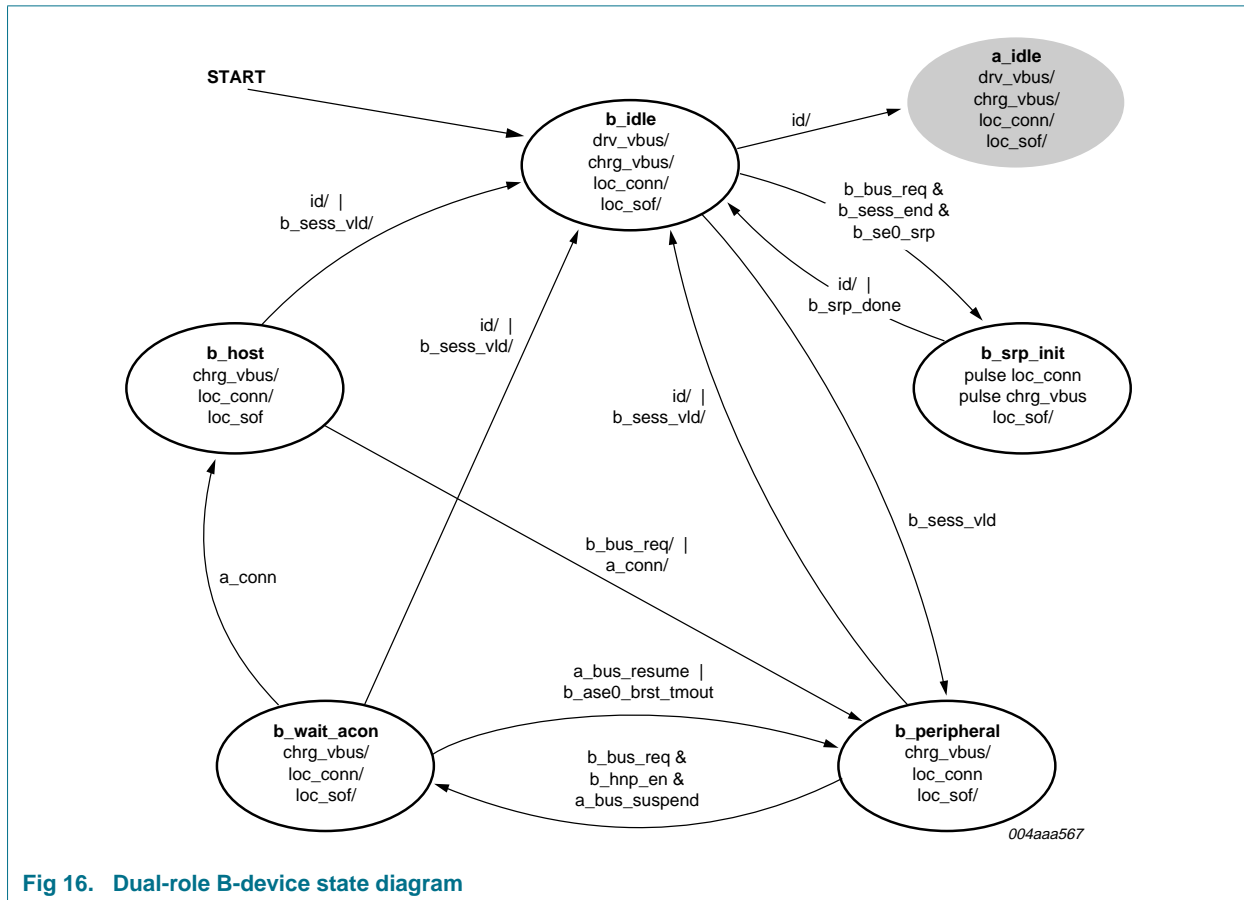 START
a_idle
drv_vbus/
chrg_vbus/
loc_conn/
loc_sof/
b_idle
drv_vbus/
chrg_vbus/
loc_conn/
loc_sof/
id/
b_bus_req &
b_sess_end &
b_se0_srp
id/ |
b_sess_vld/
id/ |
b_srp_done
id/ |
b_sess_vld/
b_host
chrg_vbus/
loc_conn/
loc_sof
b_srp_init
pulse loc_conn
pulse chrg_vbus
loc_sof/
id/ |
b_sess_vld/
b_sess_vld
b_bus_req/ |
a_conn/
a_conn
a_bus_resume |
b_ase0_brst_tmout
b_wait_acon
chrg_vbus/
loc_conn/
loc_sof/
b_bus_req &
b_hnp_en &
a_bus_suspend
b_peripheral
chrg_vbus/
loc_conn
loc_sof/
004aaa567
Fig 16. Dual-role B-device state diagram